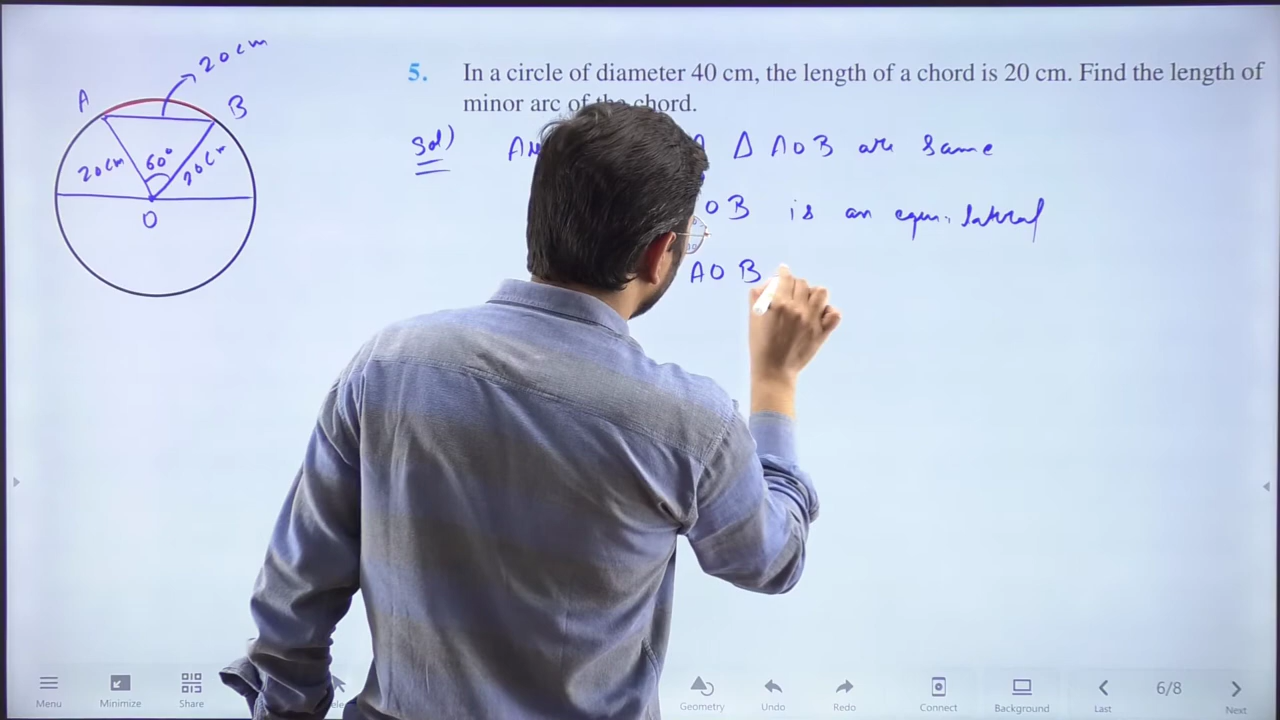 20cm
A
B
20cm
60°
20cm
O
5. In a circle of diameter 40 cm, the length of a chord is 20 cm. Find the length of
minor arc of the chord.
Sol) Δ AOB are same
OB is an equilateral
AOB
Menu
Minimize
Share
Geometry
Undo
Redo
Connect
Background
Last
6/8
Next